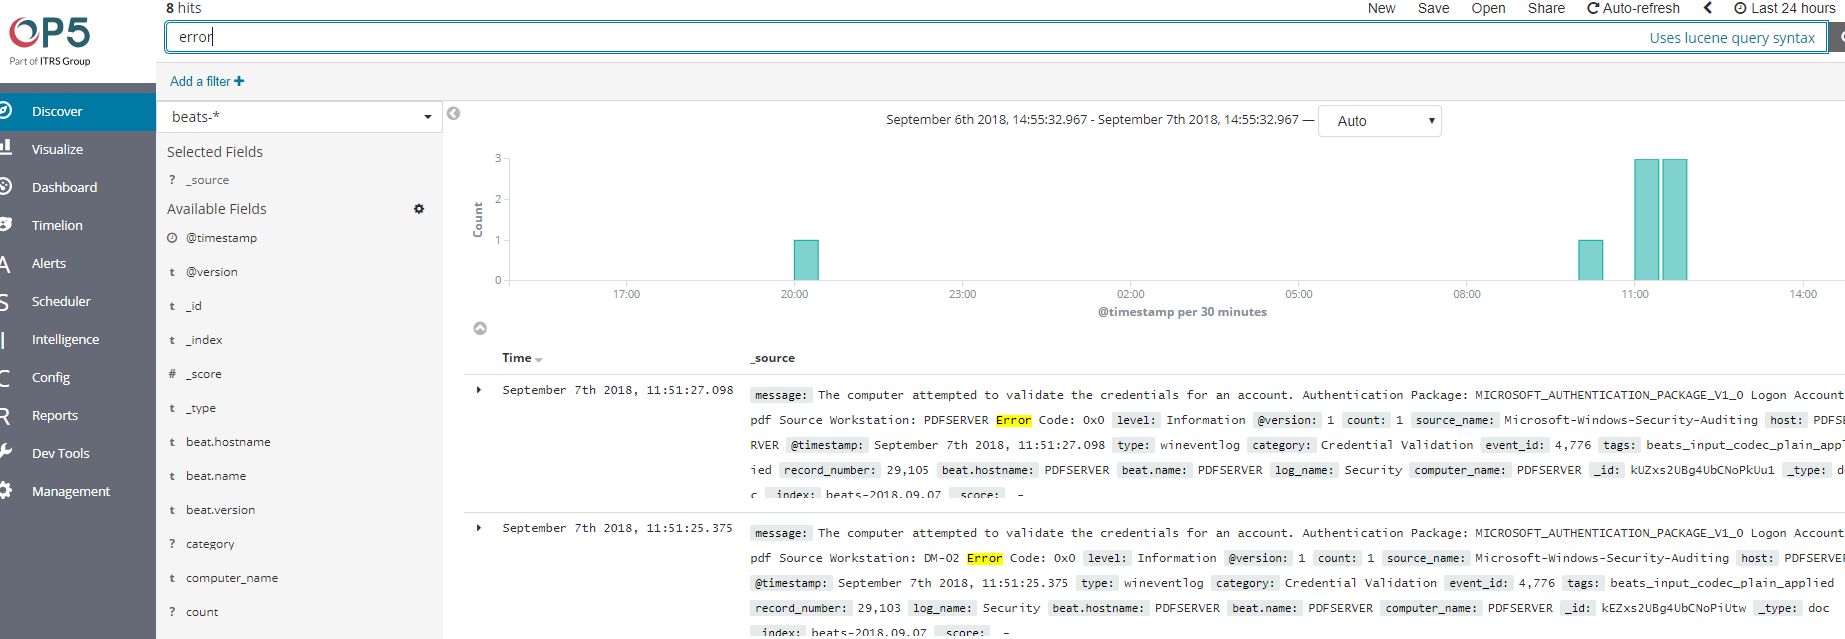 8 hits
New Save Open Share Auto-refresh Last 24 hours
OP5
Part of ITRS Group
error
Uses lucene query syntax
Add a filter
Discover
Visualize
Dashboard
Timelion
A Alerts
S Scheduler
I Intelligence
C Config
R Reports
Dev Tools
Management
beats-*
Selected Fields
? _source
Available Fields
@timestamp
t @version
t _id
t _index
# _score
t _type
t beat.hostname
t beat.name
t beat.version
? category
t computer_name
? count
September 6th 2018, 14:55:32.967 - September 7th 2018, 14:55:32.967 — Auto
Count
3
2
1
0
17:00 20:00 23:00 02:00 05:00 08:00 11:00 14:00
@timestamp per 30 minutes
Time _source
September 7th 2018, 11:51:27.098
message: The computer attempted to validate the credentials for an account. Authentication Package: MICROSOFT_AUTHENTICATION_PACKAGE_V1_0 Logon Account
pdf Source Workstation: PDFSERVER Error Code: 0x0 level: Information @version: 1 count: 1 source_name: Microsoft-Windows-Security-Auditing host: PDFS
RVER @timestamp: September 7th 2018, 11:51:27.098 type: wineventlog category: Credential Validation event_id: 4,776 tags: beats_input_codec_plain_appl
ied record_number: 29,105 beat.hostname: PDFSERVER beat.name: PDFSERVER log_name: Security computer_name: PDFSERVER _id: kUZxs2UBg4UbCNoPkUu1 _type: do
c _index: beats-2018.09.07 _score: -
September 7th 2018, 11:51:25.375
message: The computer attempted to validate the credentials for an account. Authentication Package: MICROSOFT_AUTHENTICATION_PACKAGE_V1_0 Logon Account
pdf Source Workstation: DM-02 Error Code: 0x0 level: Information @version: 1 count: 1 source_name: Microsoft-Windows-Security-Auditing host: PDFSERVER
@timestamp: September 7th 2018, 11:51:25.375 type: wineventlog category: Credential Validation event_id: 4,776 tags: beats_input_codec_plain_applied
record_number: 29,103 log_name: Security beat.hostname: PDFSERVER beat.name: PDFSERVER computer_name: PDFSERVER _id: kEZxs2UBg4UbCNoPiUtw _type: doc
_index: beats-2018.09.07 _score: -